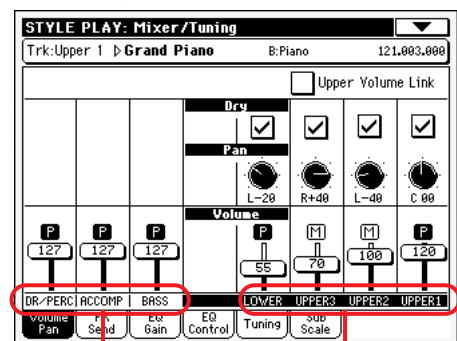 STYLE PLAY: Mixer/Tuning
Trk:Upper 1 Grand Piano B:Piano 121.003.000
Upper Volume Link
Dry
Pan
L-20 R+40 L-40 C 00
Volume
P P P P M M P
127 127 127 55 70 100 120
DR/PERC ACCOMP BASS LOWER UPPER3 UPPER2 UPPER1
Volume Pan
FX Send
EQ Gain
EQ Control
Tuning
Sub Scale